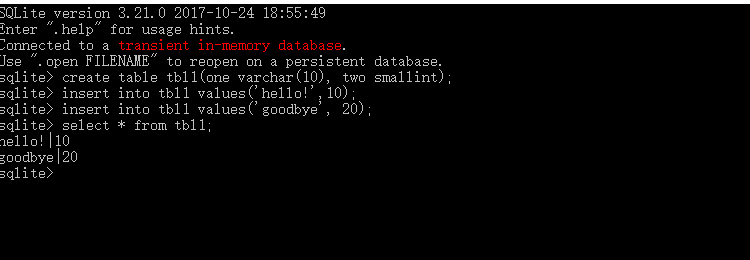 SQLite version 3.21.0 2017-10-24 18:55:49
Enter ".help" for usage hints.
Connected to a transient in-memory database.
Use ".open FILENAME" to reopen on a persistent database.
sqlite> create table tbl1(one varchar(10), two smallint);
sqlite> insert into tbl1 values('hello!',10);
sqlite> insert into tbl1 values('goodbye', 20);
sqlite> select * from tbl1;
hello!|10
goodbye|20
sqlite>